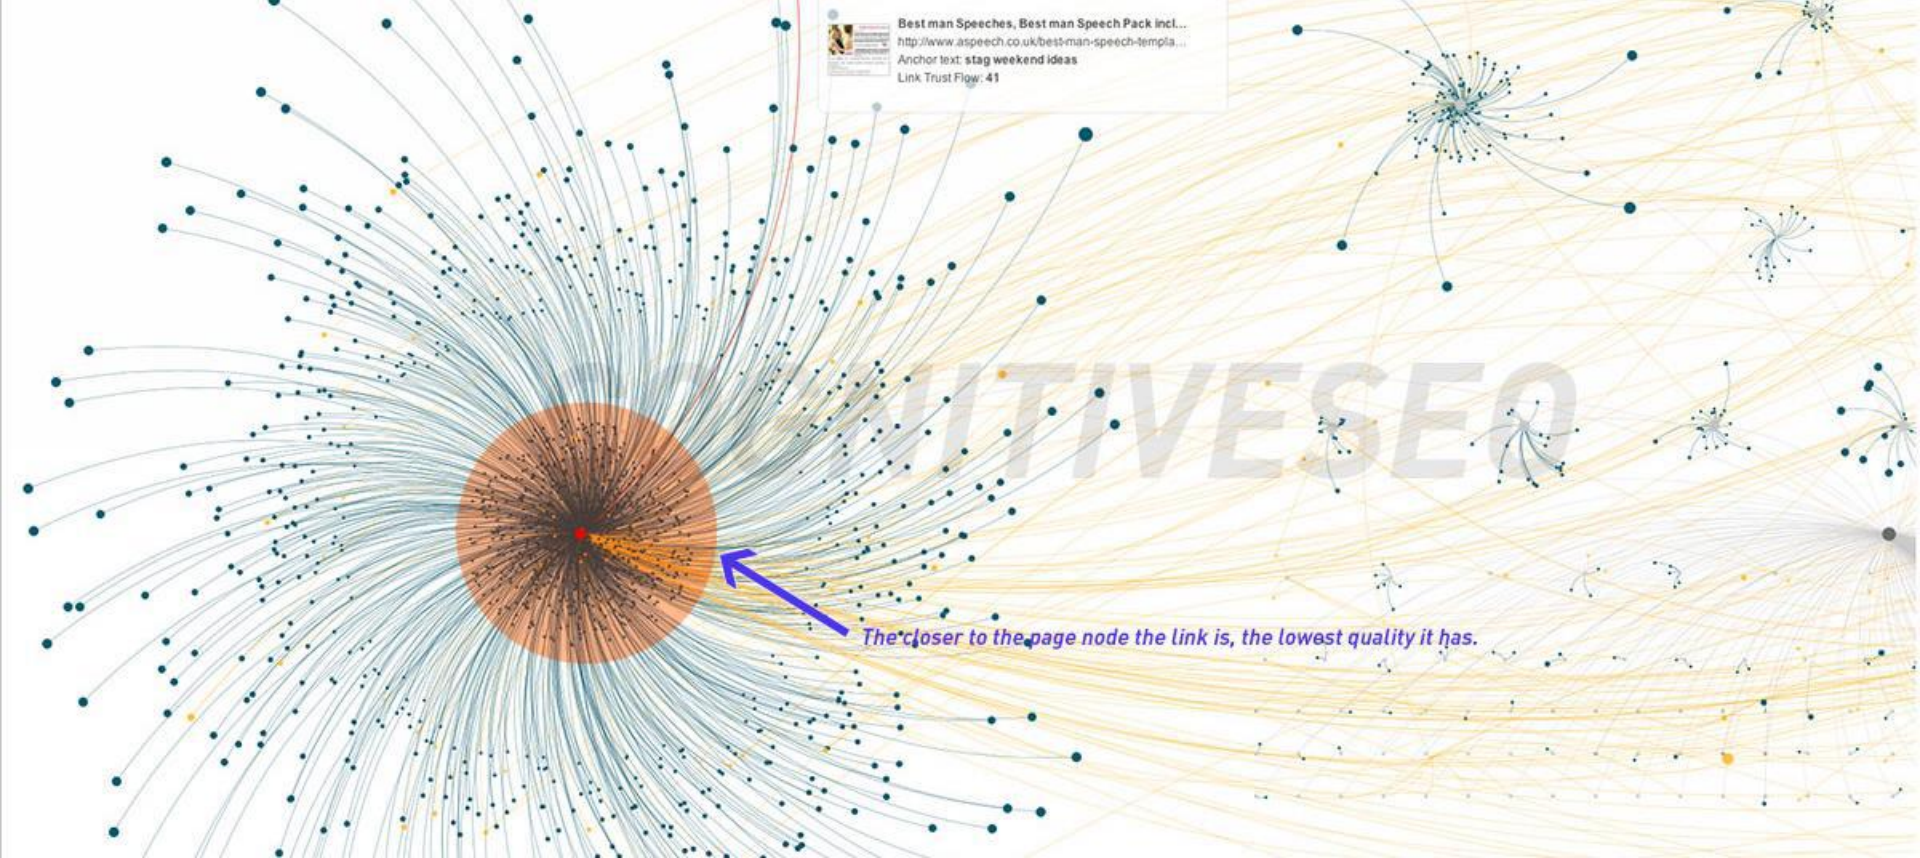 Best man Speeches, Best man Speech Pack incl...
http://www.aspeech.co.uk/best-man-speech-templa...
Anchor text: stag weekend ideas
Link Trust Flow: 41
COGNITIVESEO
The closer to the page node the link is, the lowest quality it has.